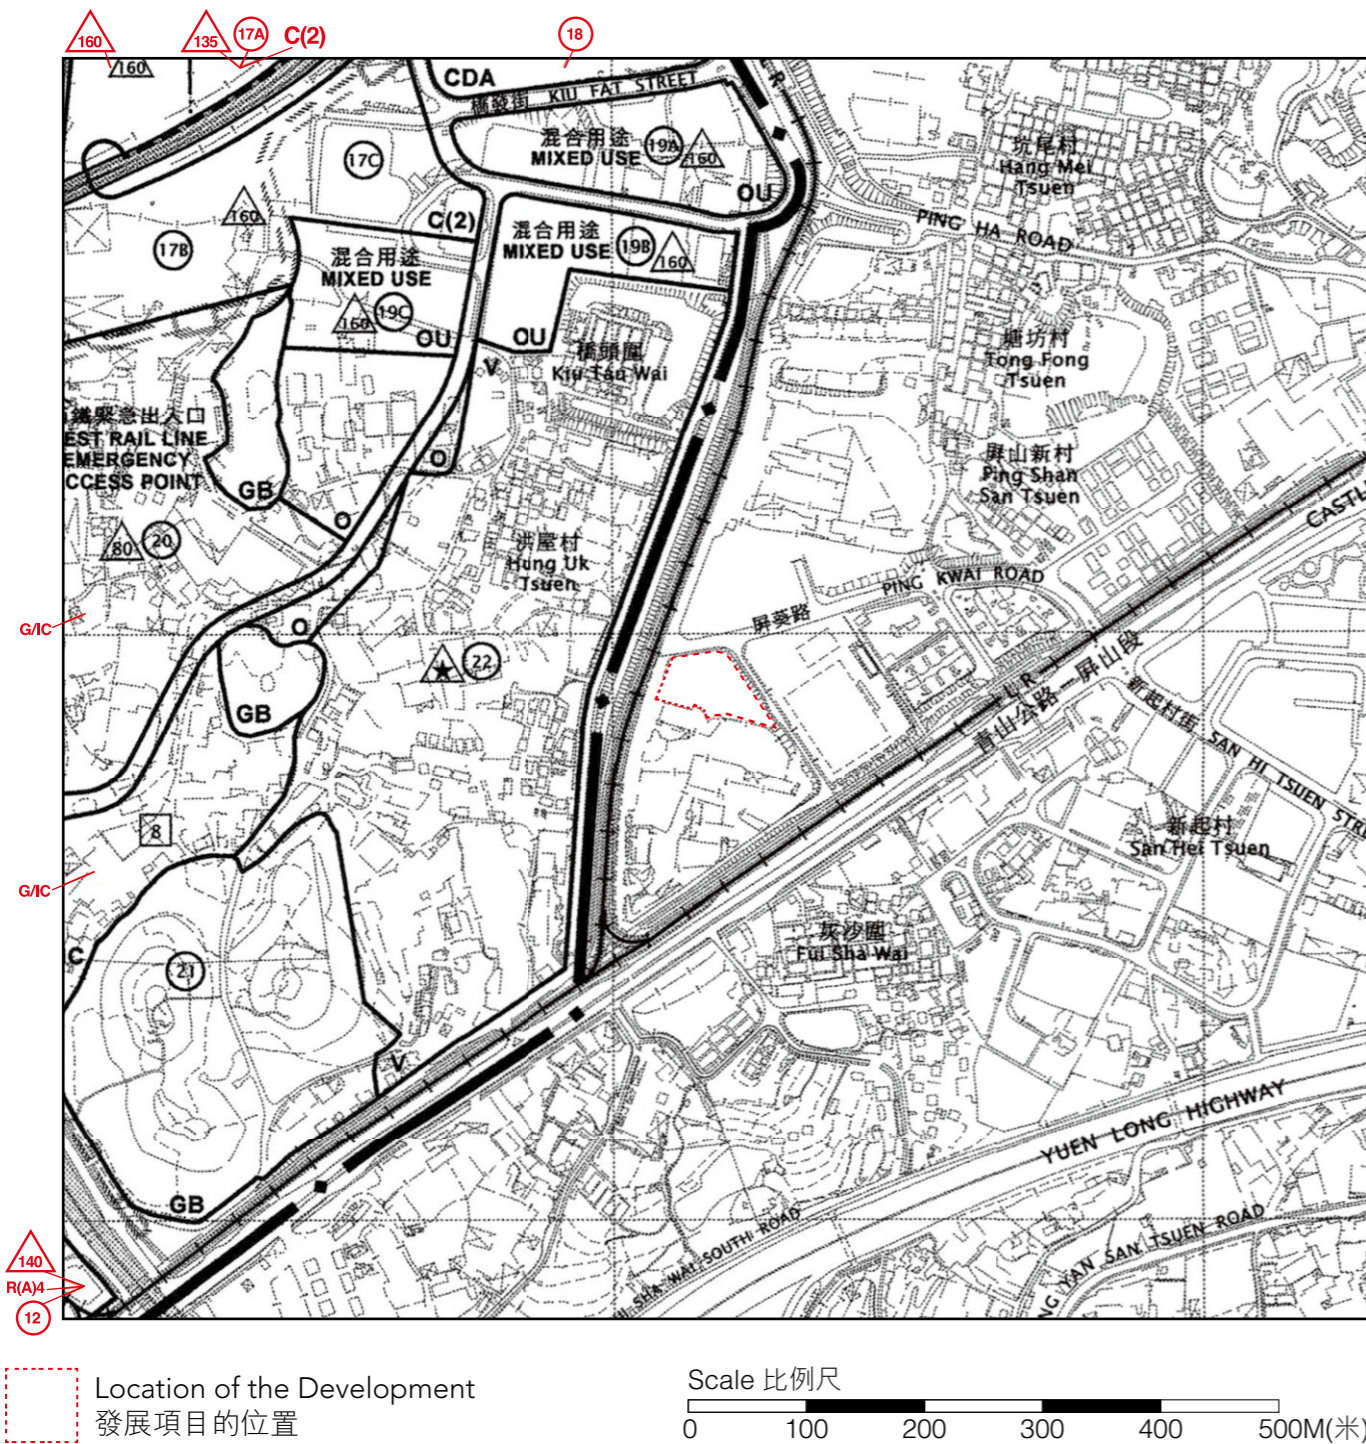 160
135
17A
C(2)
18
160
CDA
橋發街 KIU FAT STREET
L R
混合用途
MIXED USE
19A
160
OU
17C
坑尾村
Hang Mei
Tsuen
PING HA ROAD
160
17B
C(2)
混合用途
MIXED USE
19B
160
混合用途
MIXED USE
160
19C
OU
OU
橋頭圍
Kiu Tau Wai
V
塘坊村
Tong Fong
Tsuen
鐵緊急出入口
EST RAIL LINE
EMERGENCY
CCESS POINT
GB
O
O
屏山新村
Ping Shan
San Tsuen
80
20
洪屋村
Hung Uk
Tsuen
PING KWAI ROAD
屏葵路
G/IC
O
22
GB
L R
青山公路－屏山段
新起村街 SAN HI TSUEN STR
8
新起村
San Hei Tsuen
G/IC
C
21
灰沙圍
Fui Sha Wai
V
YUEN LONG HIGHWAY
GB
SHA WAI SOUTH ROAD
NG YAN SAN TSUEN ROAD
140
R(A)4
12
Location of the Development
發展項目的位置
Scale 比例尺
0 100 200 300 400 500M(米)